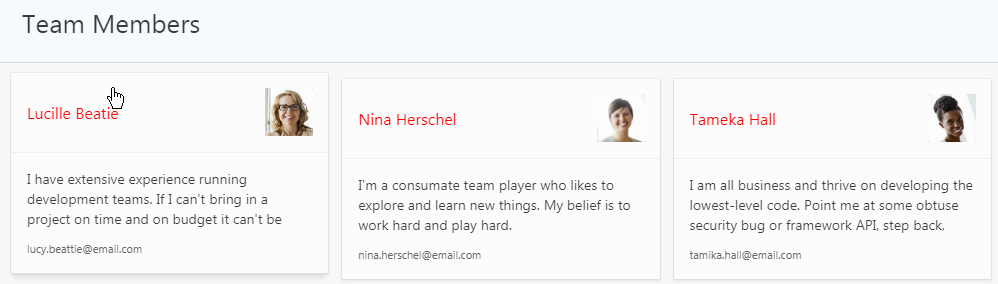 Team Members
Lucille Beatie
I have extensive experience running
development teams. If I can't bring in a
project on time and on budget it can't be
lucy.beattie@email.com
Nina Herschel
I'm a consumate team player who likes to
explore and learn new things. My belief is to
work hard and play hard.
nina.herschel@email.com
Tameka Hall
I am all business and thrive on developing the
lowest-level code. Point me at some obtuse
security bug or framework API, step back,
tamika.hall@email.com